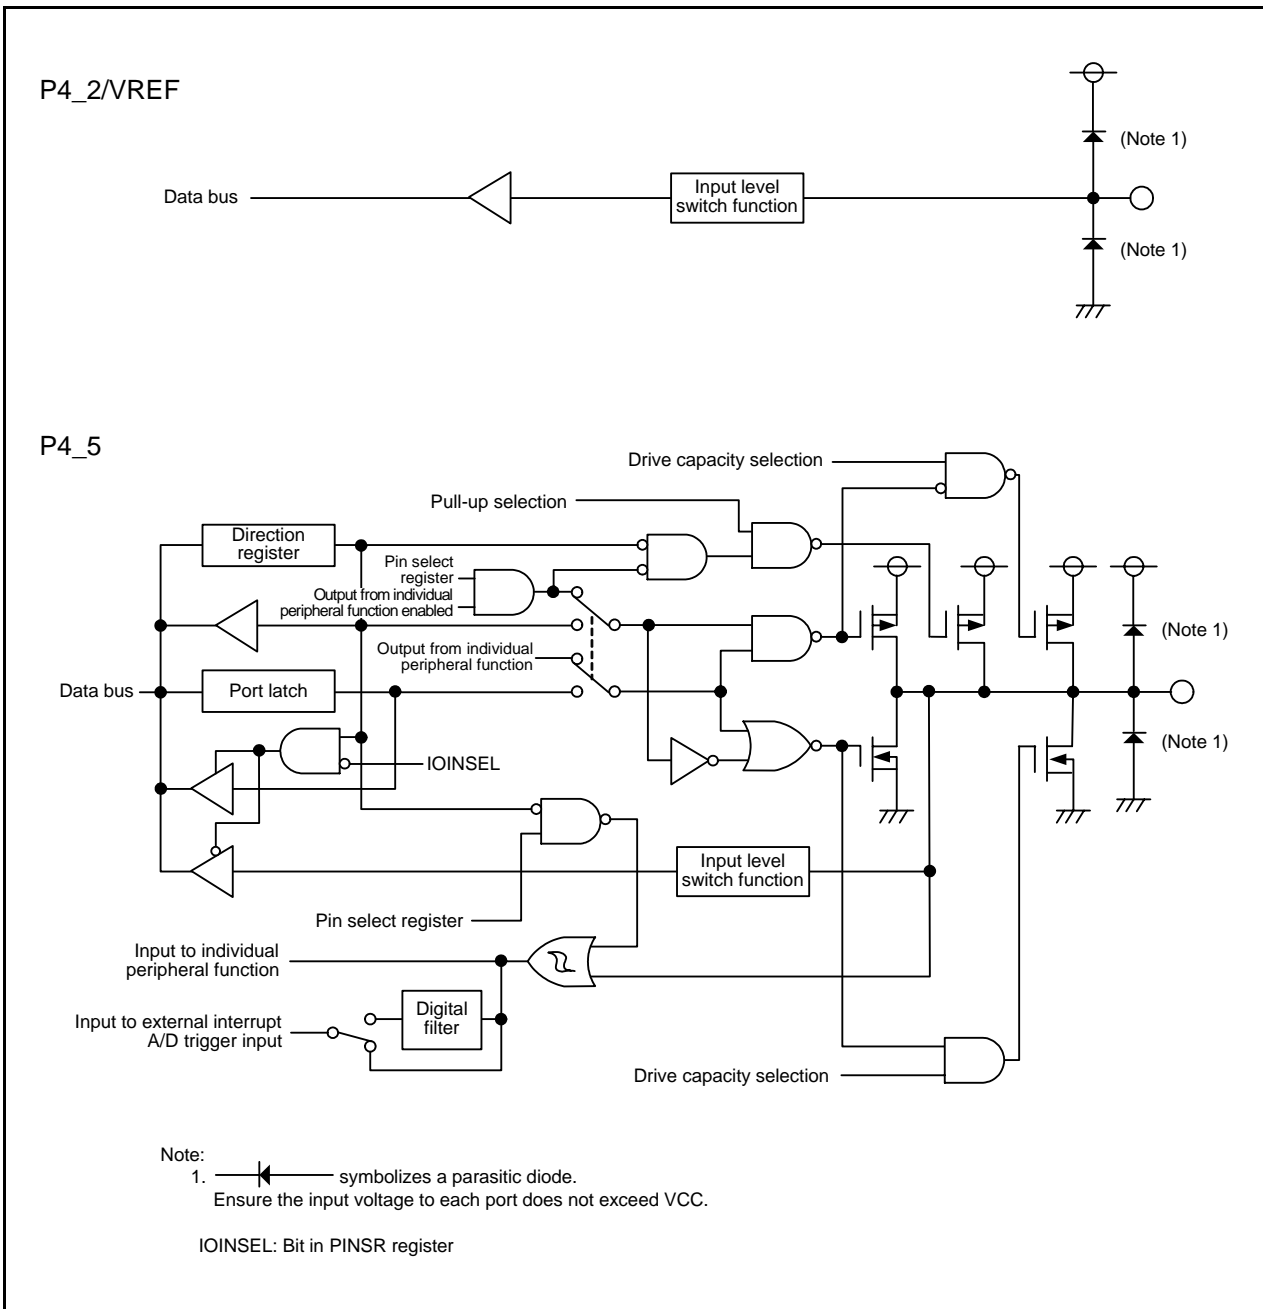 P4_2/VREF
(Note 1)
Data bus
Input level
switch function
(Note 1)
P4_5
Drive capacity selection
Pull-up selection
Direction
register
Pin select
register
Output from individual
peripheral function enabled
Output from individual
peripheral function
(Note 1)
Data bus
Port latch
(Note 1)
IOINSEL
Input level
switch function
Pin select register
Input to individual
peripheral function
Digital
filter
Input to external interrupt
A/D trigger input
Drive capacity selection
Note:
1. symbolizes a parasitic diode.
Ensure the input voltage to each port does not exceed VCC.
IOINSEL: Bit in PINSR register